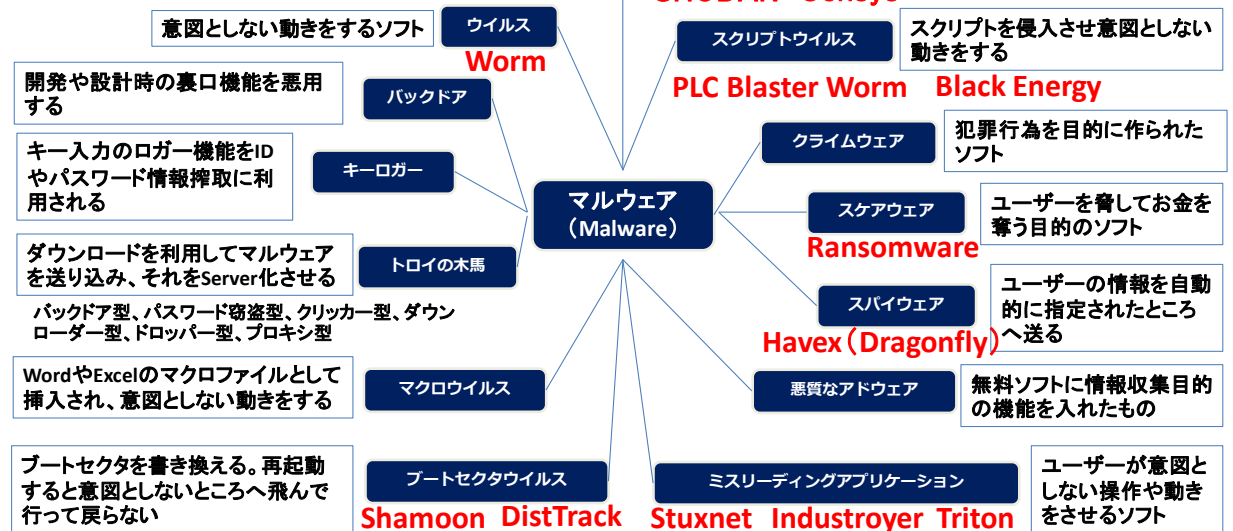 意図としない動きをするソフト
ウイルス
Worm
スクリプトウイルス
スクリプトを侵入させ意図としない
動きをする
PLC Blaster Worm Black Energy
開発や設計時の裏口機能を悪用
する
バックドア
クライムウェア
犯罪行為を目的に作られた
ソフト
キー入力のロガー機能をID
やパスワード情報搾取に利
用される
キーロガー
マルウェア
（Malware）
スケアウェア
ユーザーを脅してお金を
奪う目的のソフト
Ransomware
ダウンロードを利用してマルウェア
を送り込み、それをServer化させる
トロイの木馬
バックドア型、パスワード窃盗型、クリッカー型、ダウン
ローダー型、ドロッパー型、プロキシ型
スパイウェア
ユーザーの情報を自動
的に指定されたところ
へ送る
Havex（Dragonfly）
WordやExcelのマクロファイルとして
挿入され、意図としない動きをする
マクロウイルス
悪質なアドウェア
無料ソフトに情報収集目的
の機能を入れたもの
ブートセクタを書き換える。再起動
すると意図としないところへ飛んで
行って戻らない
ブートセクタウイルス
Shamoon DistTrack
ミスリーディングアプリケーション
Stuxnet Industroyer Triton
ユーザーが意図と
しない操作や動き
をさせるソフト